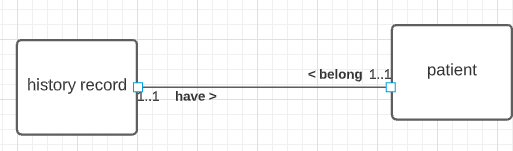 history record
1..1 have >
< belong 1..1
patient